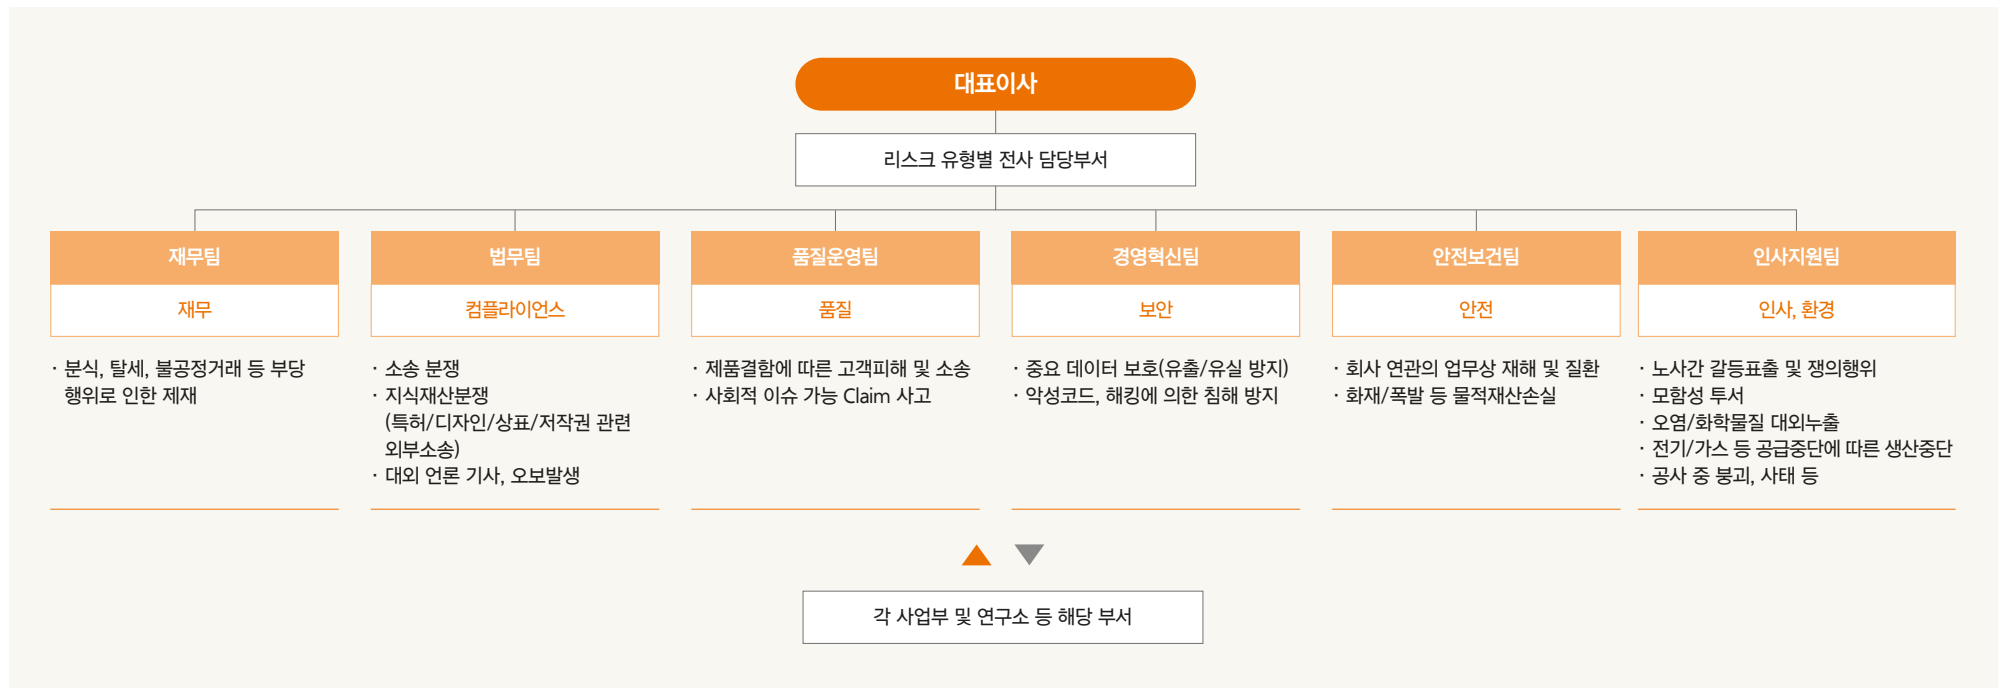 대표이사
리스크 유형별 전사 담당부서
재무팀
재무
· 분식, 탈세, 불공정거래 등 부당
행위로 인한 제재
법무팀
컴플라이언스
· 소송 분쟁
· 지식재산분쟁
(특허/디자인/상표/저작권 관련
외부소송)
· 대외 언론 기사, 오보발생
품질운영팀
품질
· 제품결함에 따른 고객피해 및 소송
· 사회적 이슈 가능 Claim 사고
경영혁신팀
보안
· 중요 데이터 보호(유출/유실 방지)
· 악성코드, 해킹에 의한 침해 방지
안전보건팀
안전
· 회사 연관의 업무상 재해 및 질환
· 화재/폭발 등 물적재산손실
인사지원팀
인사, 환경
· 노사간 갈등표출 및 쟁의행위
· 모함성 투서
· 오염/화학물질 대외누출
· 전기/가스 등 공급중단에 따른 생산중단
· 공사 중 붕괴, 사태 등
각 사업부 및 연구소 등 해당 부서